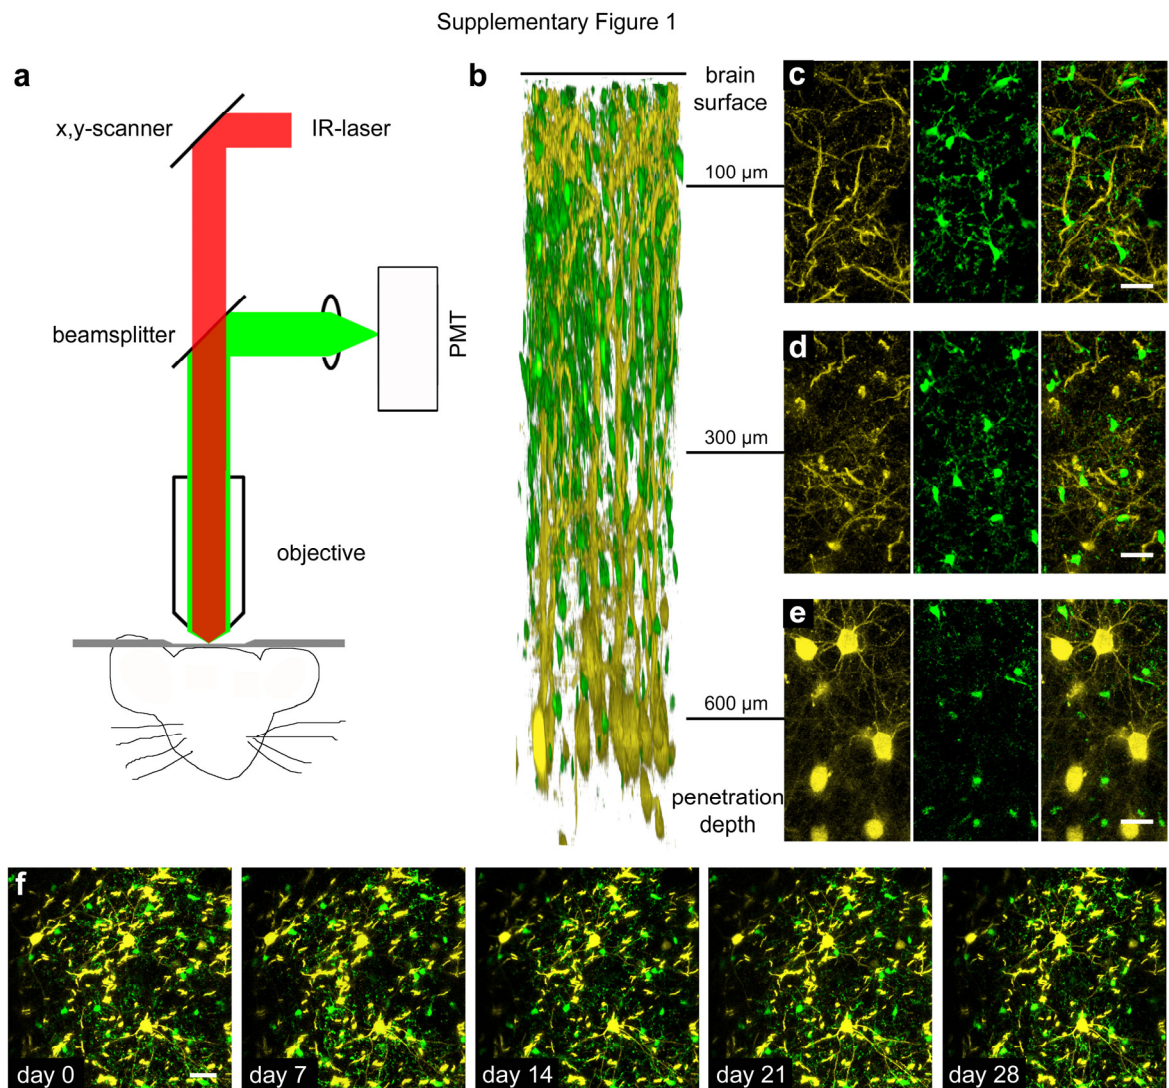 Supplementary Figure 1
a
x,y-scanner
IR-laser
beamsplitter
PMT
objective
b
brain
surface
100 µm
300 µm
600 µm
penetration
depth
c
d
e
f
day 0
day 7
day 14
day 21
day 28